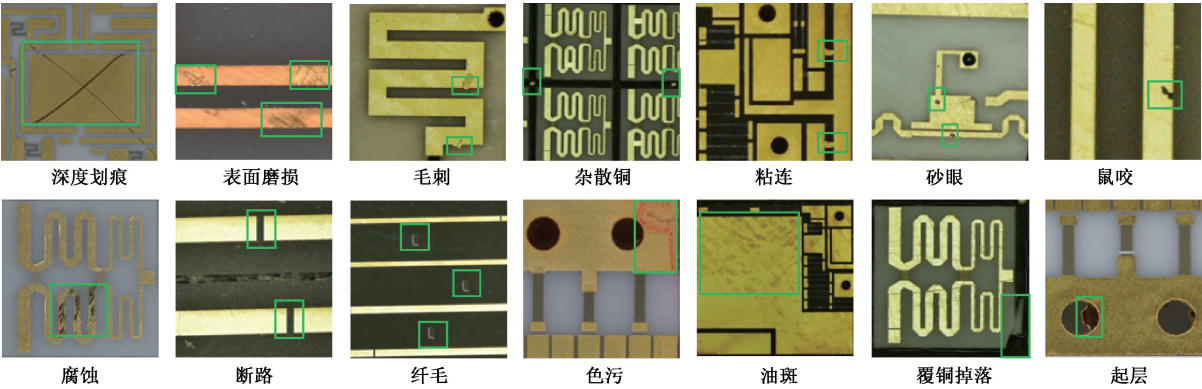 深度划痕 表面磨损 毛刺 杂散铜 粘连 砂眼 鼠咬
腐蚀 断路 纤毛 色污 油斑 覆铜掉落 起层